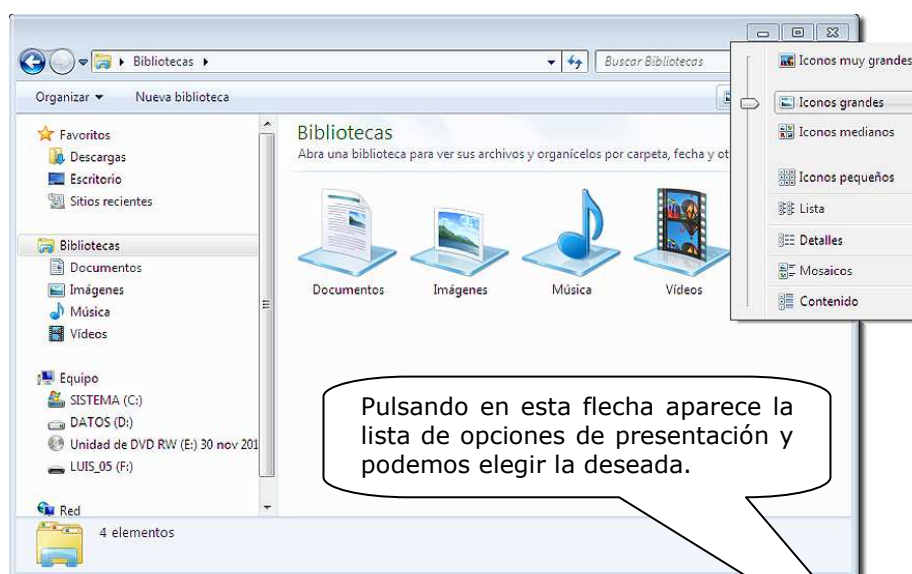 Bibliotecas
Buscar Bibliotecas
Organizar
Nueva biblioteca
Favoritos
Descargas
Escritorio
Sitios recientes
Bibliotecas
Documentos
Imágenes
Música
Vídeos
Equipo
SISTEMA (C:)
DATOS (D:)
Unidad de DVD RW (E:) 30 nov 201
LUIS_05 (F:)
Red
Bibliotecas
Abra una biblioteca para ver sus archivos y organícelos por carpeta, fecha y ot
Documentos
Imágenes
Música
Vídeos
Iconos muy grandes
Iconos grandes
Iconos medianos
Iconos pequeños
Lista
Detalles
Mosaicos
Contenido
Pulsando en esta flecha aparece la
lista de opciones de presentación y
podemos elegir la deseada.
4 elementos